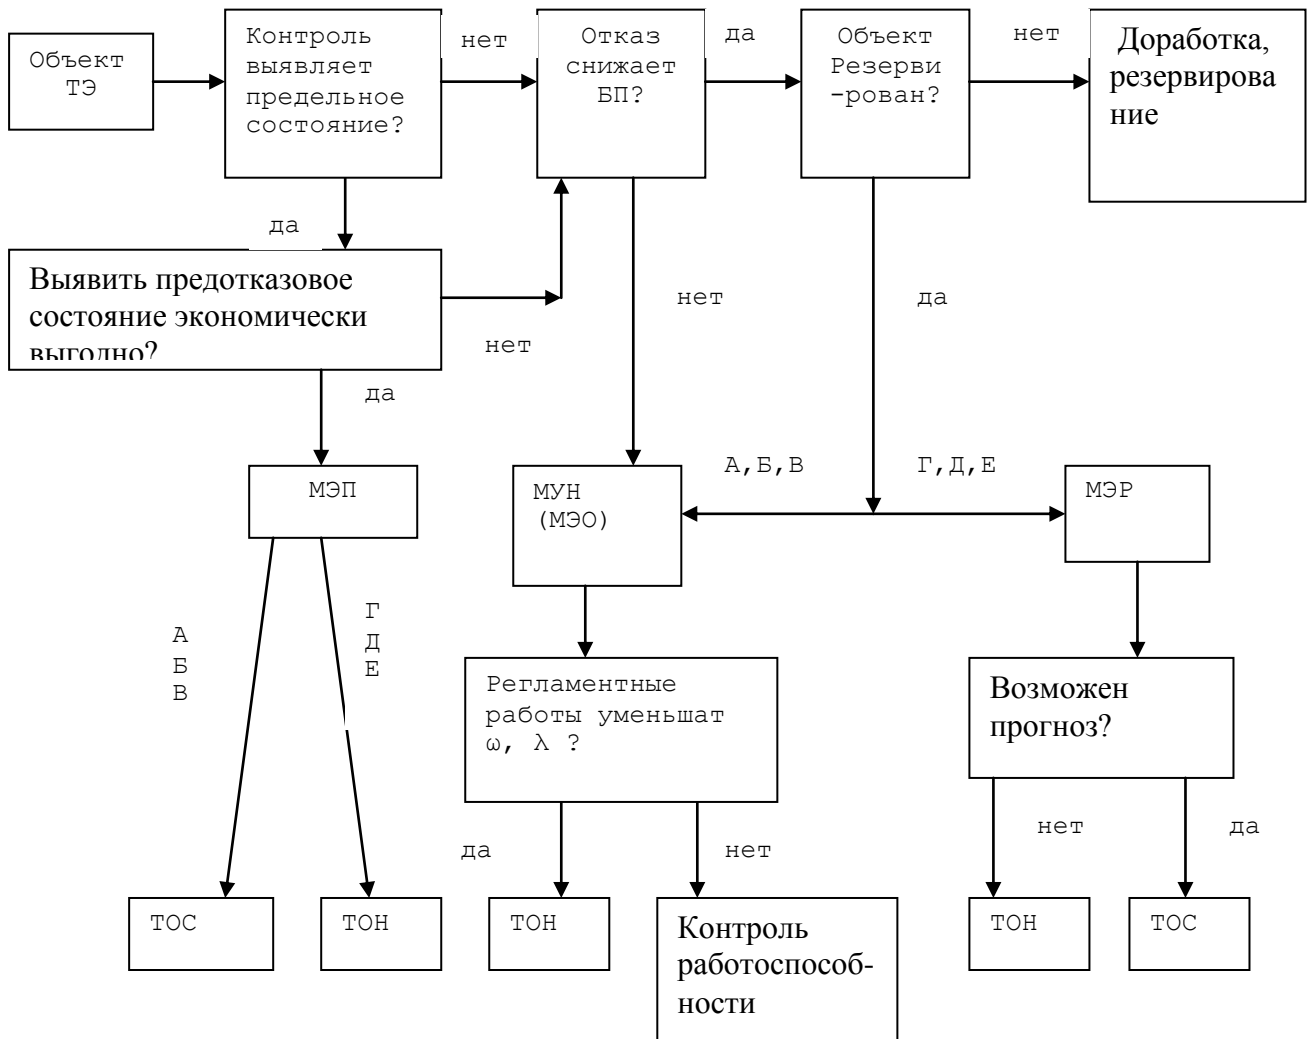 Объект
ТЭ
Контроль
выявляет
предельное
состояние?
нет
Отказ
снижает
БП?
да
Объект
Резерви
-рован?
нет
Доработка,
резервирова
ние
да
Выявить предотказовое
состояние экономически
выгодно?
нет
нет
да
да
МЭП
МУН
(МЭО)
А,Б,В
Г,Д,Е
МЭР
А
Б
В
Г
Д
Е
Регламентные
работы уменьшат
ω, λ ?
Возможен
прогноз?
да
нет
нет
да
ТОС
ТОН
ТОН
Контроль
работоспособ-
ности
ТОН
ТОС